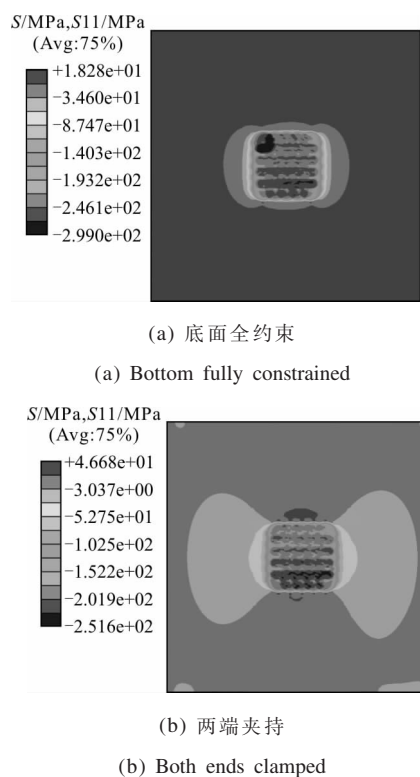 S/MPa,S11/MPa
(Avg:75%)
+1.828e+01
−3.460e+01
−8.747e+01
−1.403e+02
−1.932e+02
−2.461e+02
−2.990e+02
(a) 底面全约束
(a) Bottom fully constrained
S/MPa,S11/MPa
(Avg:75%)
+4.668e+01
−3.037e+00
−5.275e+01
−1.025e+02
−1.522e+02
−2.019e+02
−2.516e+02
(b) 两端夹持
(b) Both ends clamped